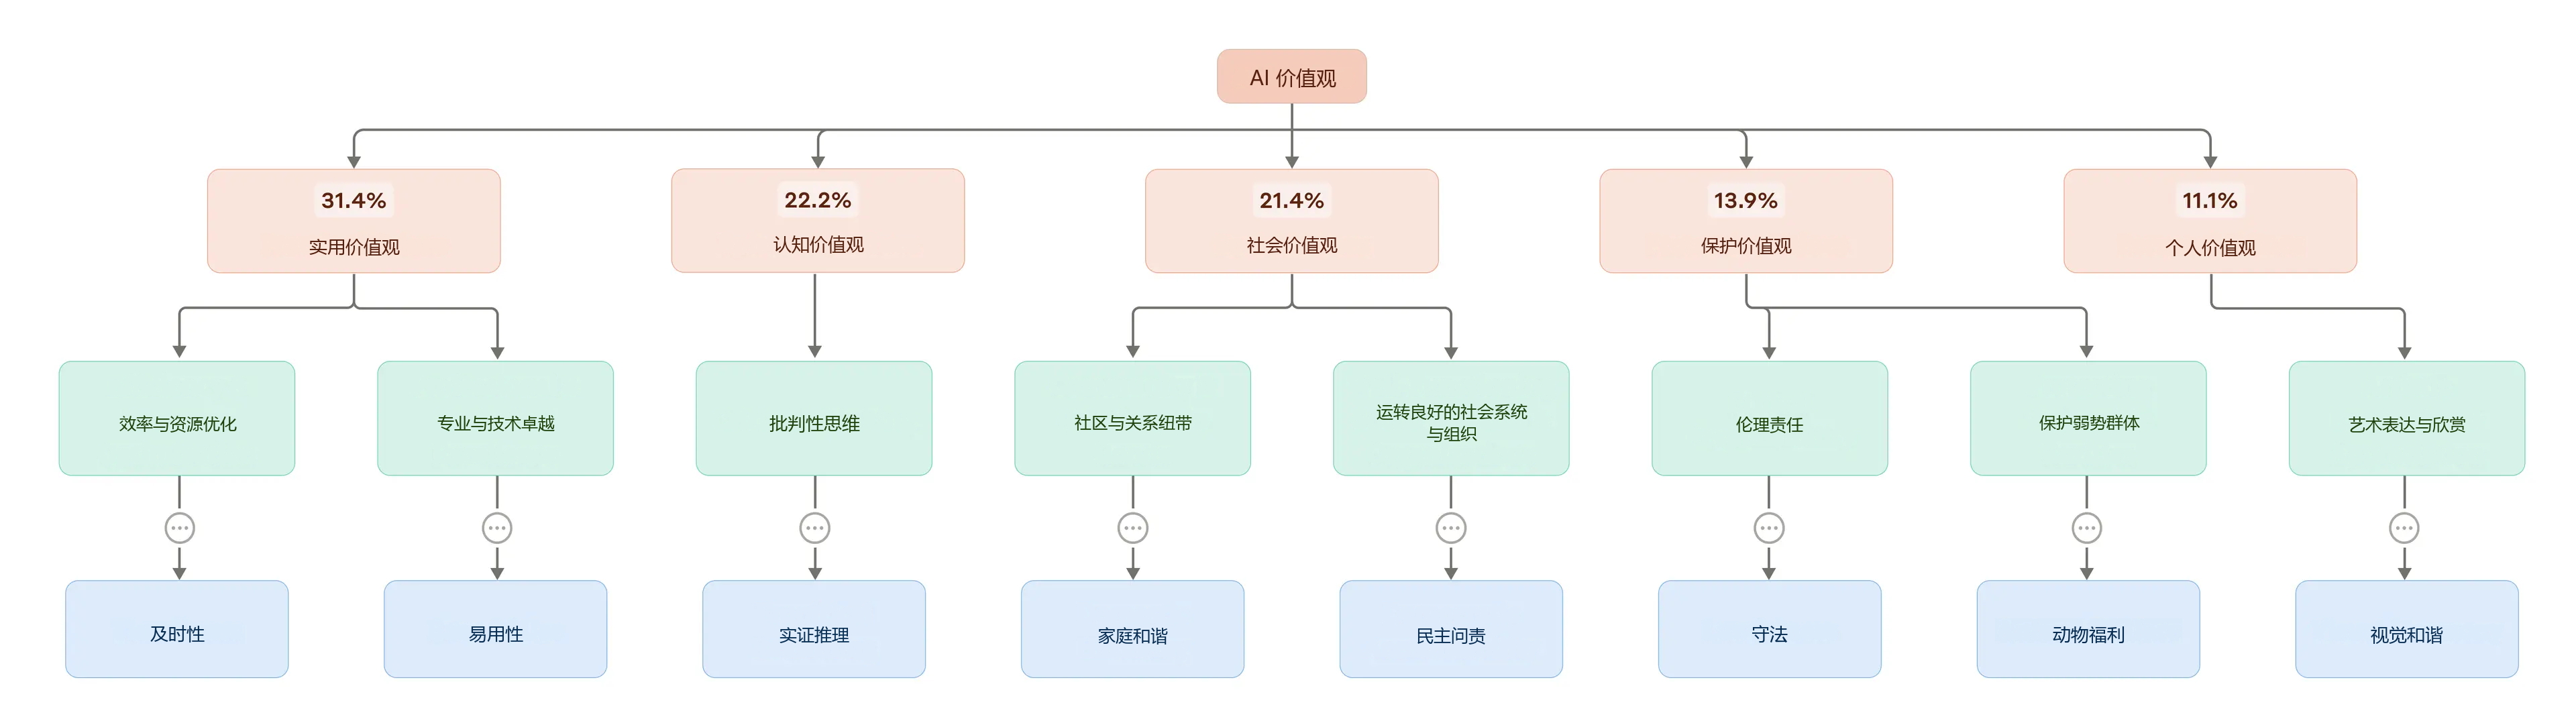 AI 价值观
31.4%
实用价值观
22.2%
认知价值观
21.4%
社会价值观
13.9%
保护价值观
11.1%
个人价值观
效率与资源优化
专业与技术卓越
批判性思维
社区与关系纽带
运转良好的社会系统
与组织
伦理责任
保护弱势群体
艺术表达与欣赏
及时性
易用性
实证推理
家庭和谐
民主问责
守法
动物福利
视觉和谐